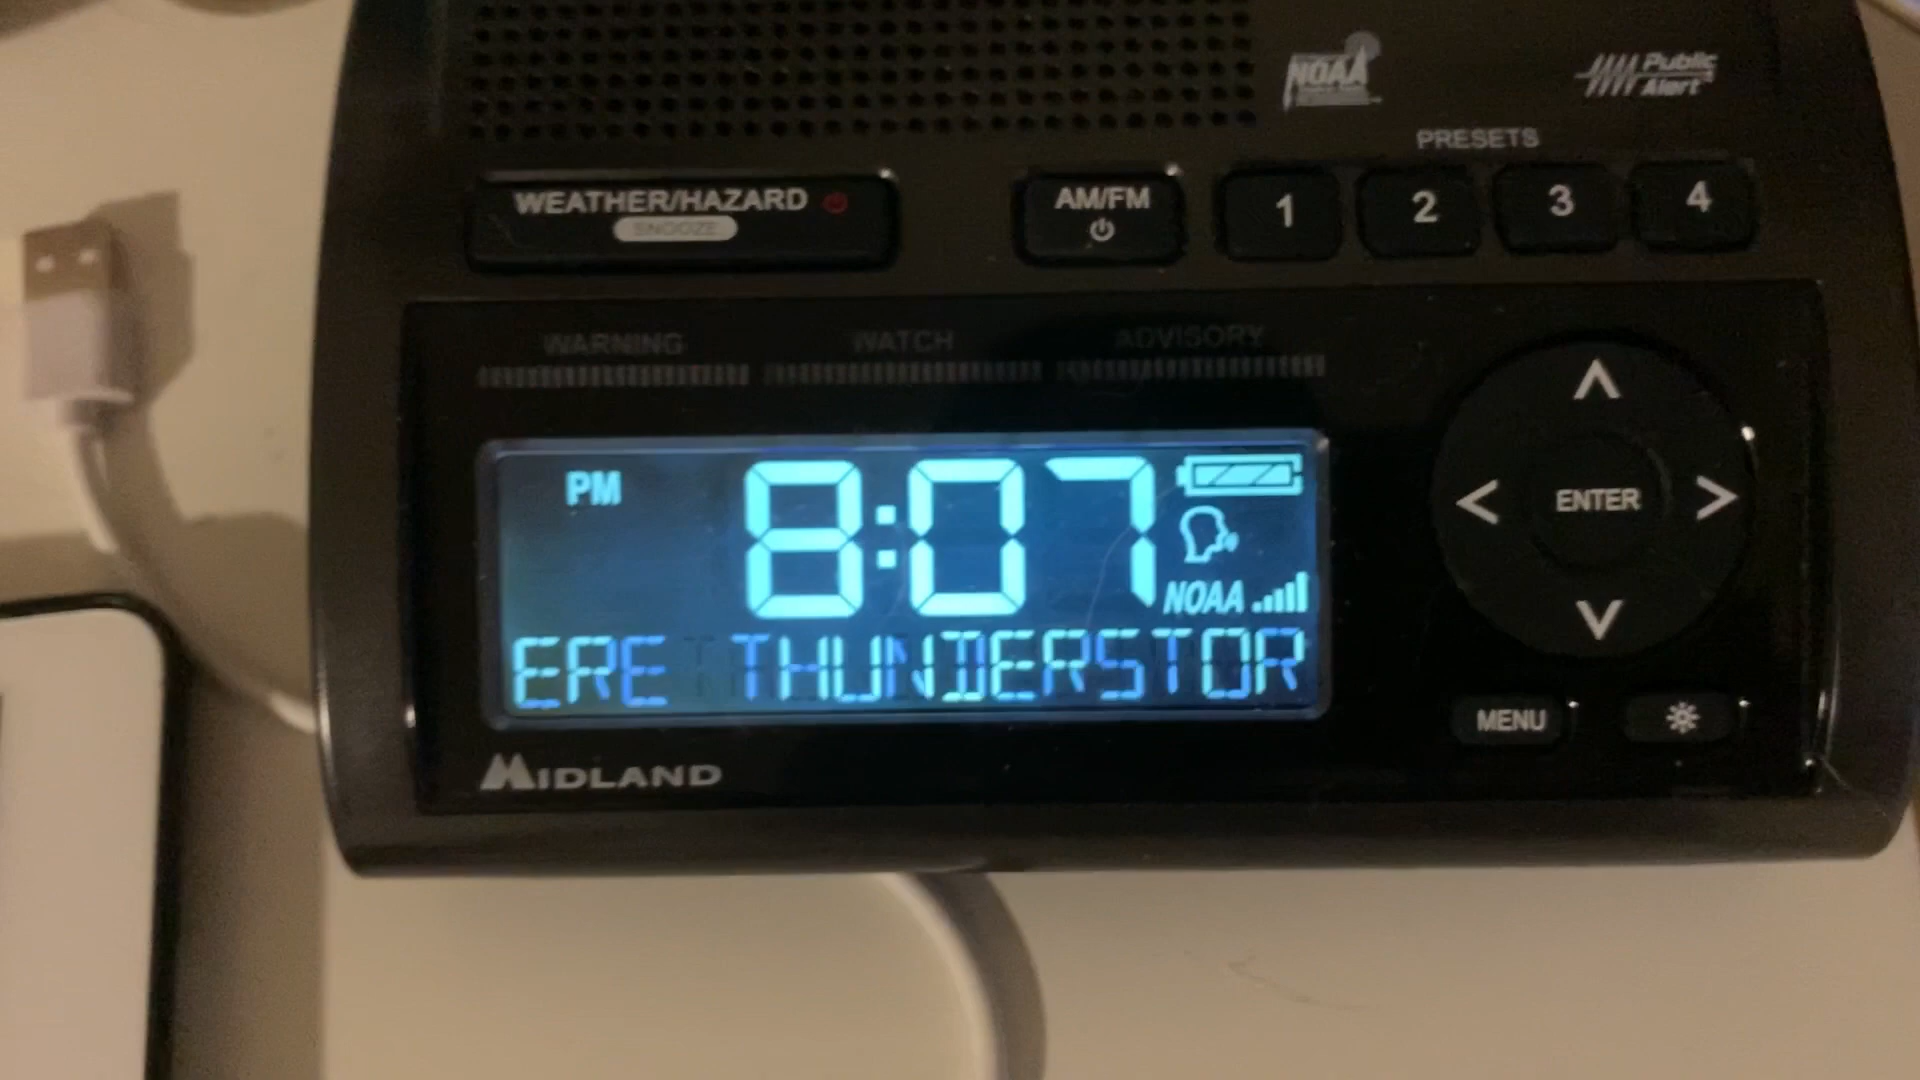 NOAA
Public Alert
PRESETS
WEATHER/HAZARD
SNOOZE
AM/FM
1
2
3
4
WARNING
WATCH
ADVISORY
PM
8:07
NOAA
ERE THUNDERSTOR
ENTER
MENU
MIDLAND